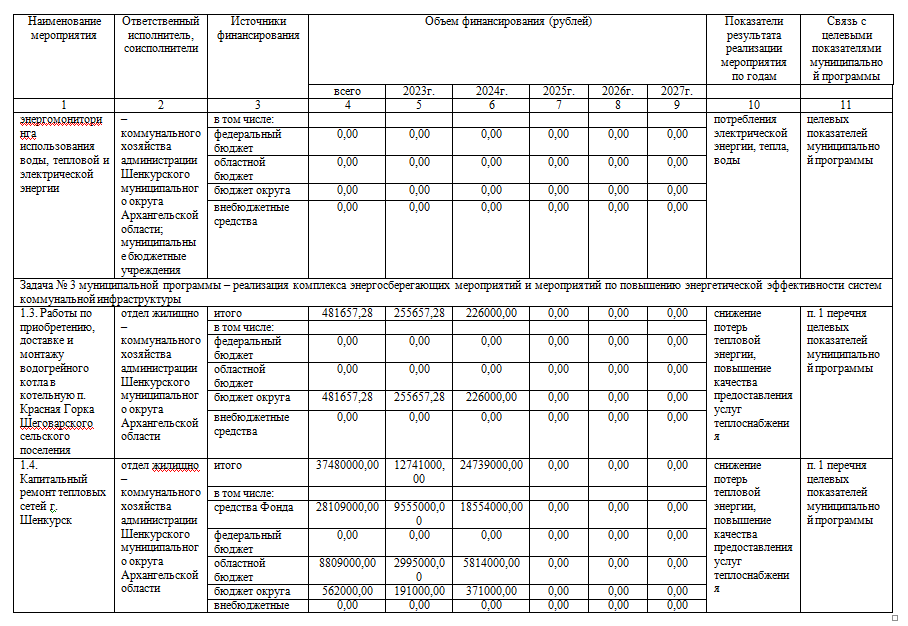 Наименование мероприятия | Ответственный исполнитель, соисполнители | Источники финансирования | Объем финансирования (рублей) | Показатели результата реализации мероприятия по годам | Связь с целевыми показателями муниципальной программы
всего | 2023г. | 2024г. | 2025г. | 2026г. | 2027г.
1 | 2 | 3 | 4 | 5 | 6 | 7 | 8 | 9 | 10 | 11
энергомониторинга использования воды, тепловой и электрической энергии | – коммунального хозяйства администрации Шенкурского муниципального округа Архангельской области; муниципальные бюджетные учреждения | в том числе: | потребления электрической энергии, тепла, воды | целевых показателей муниципальной программы
федеральный бюджет | 0,00 | 0,00 | 0,00 | 0,00 | 0,00 | 0,00
областной бюджет | 0,00 | 0,00 | 0,00 | 0,00 | 0,00 | 0,00
бюджет округа | 0,00 | 0,00 | 0,00 | 0,00 | 0,00 | 0,00
внебюджетные средства | 0,00 | 0,00 | 0,00 | 0,00 | 0,00 | 0,00
Задача № 3 муниципальной программы – реализация комплекса энергосберегающих мероприятий и мероприятий по повышению энергетической эффективности систем
коммунальной инфраструктуры
1.3. Работы по приобретению, доставке и монтажу водогрейного котла в котельную п. Красная Горка Шеговарского сельского поселения | отдел жилищно – коммунального хозяйства администрации Шенкурского муниципального округа Архангельской области | итого | 481657,28 | 255657,28 | 226000,00 | 0,00 | 0,00 | 0,00 | снижение потерь тепловой энергии, повышение качества предоставления услуг теплоснабжения | п. 1 перечня целевых показателей муниципальной программы
в том числе:
федеральный бюджет | 0,00 | 0,00 | 0,00 | 0,00 | 0,00 | 0,00
областной бюджет | 0,00 | 0,00 | 0,00 | 0,00 | 0,00 | 0,00
бюджет округа | 481657,28 | 255657,28 | 226000,00 | 0,00 | 0,00 | 0,00
внебюджетные средства | 0,00 | 0,00 | 0,00 | 0,00 | 0,00 | 0,00
1.4. Капитальный ремонт тепловых сетей г. Шенкурск | отдел жилищно – коммунального хозяйства администрации Шенкурского муниципального округа Архангельской области | итого | 37480000,00 | 12741000,00 | 24739000,00 | 0,00 | 0,00 | 0,00 | снижение потерь тепловой энергии, повышение качества предоставления услуг теплоснабжения | п. 1 перечня целевых показателей муниципальной программы
в том числе:
средства Фонда | 28109000,00 | 9555000,00 | 18554000,00 | 0,00 | 0,00 | 0,00
федеральный бюджет | 0,00 | 0,00 | 0,00 | 0,00 | 0,00 | 0,00
областной бюджет | 8809000,00 | 2995000,00 | 5814000,00 | 0,00 | 0,00 | 0,00
бюджет округа | 562000,00 | 191000,00 | 371000,00 | 0,00 | 0,00 | 0,00
внебюджетные | 0,00 | 0,00 | 0,00 | 0,00 | 0,00 | 0,00